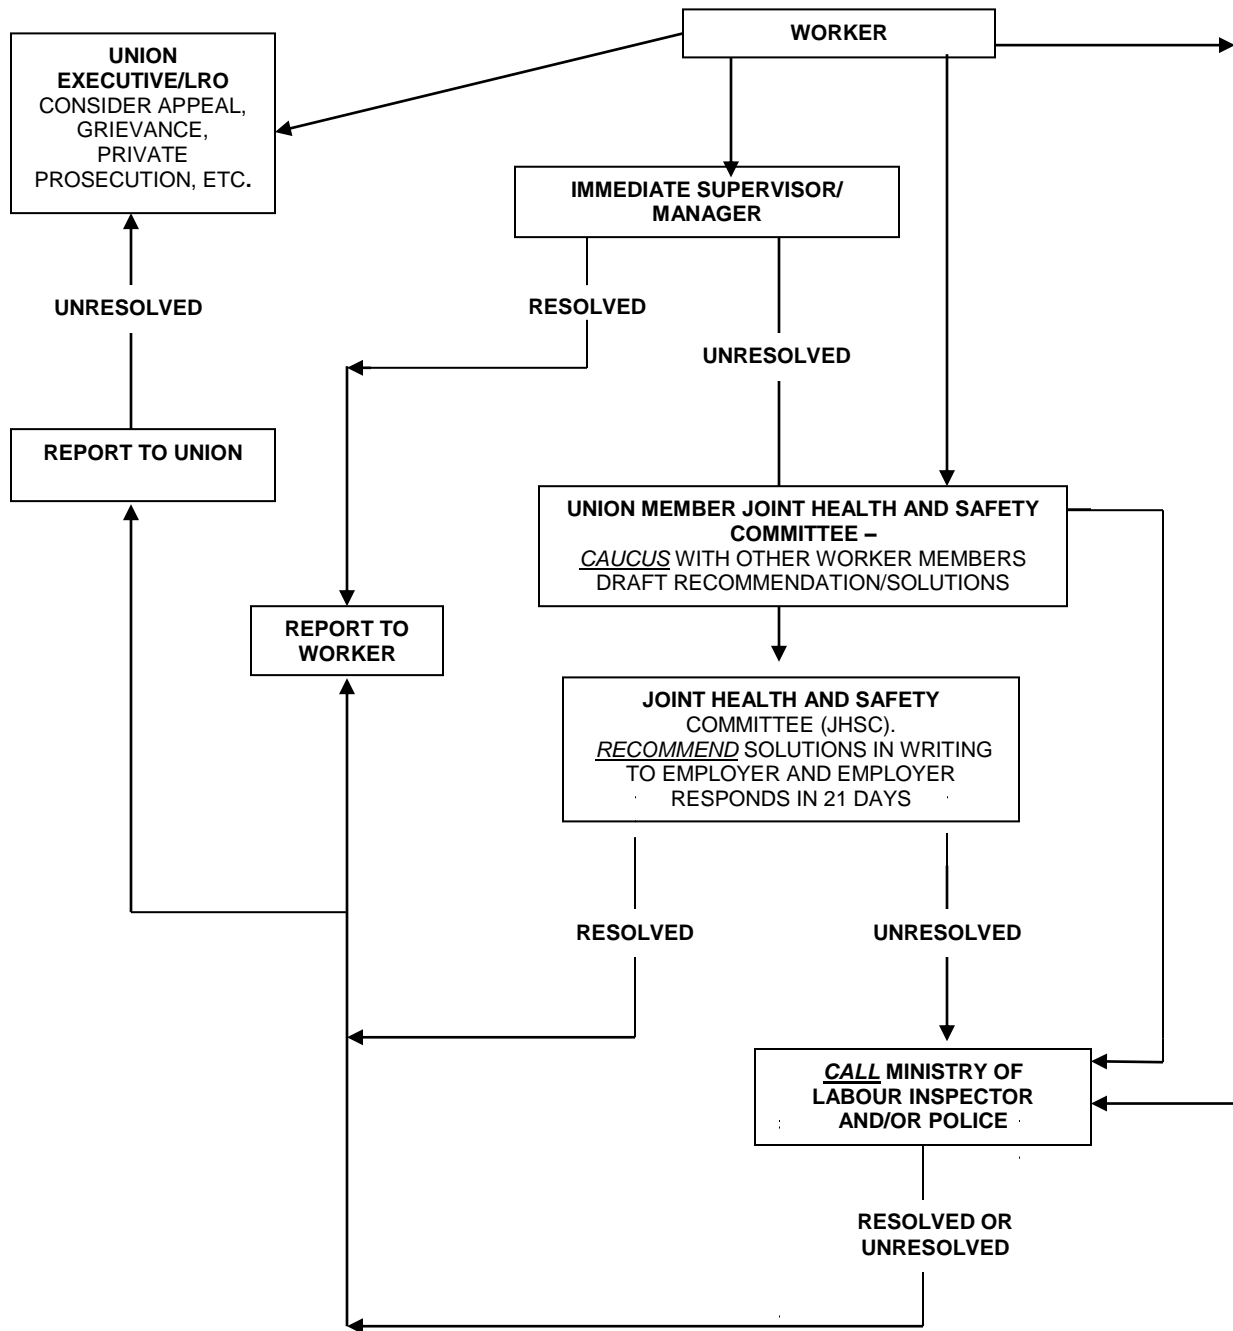 WORKER
UNION
EXECUTIVE/LRO
CONSIDER APPEAL,
GRIEVANCE,
PRIVATE
PROSECUTION, ETC.
IMMEDIATE SUPERVISOR/
MANAGER
UNRESOLVED
RESOLVED
UNRESOLVED
REPORT TO UNION
UNION MEMBER JOINT HEALTH AND SAFETY
COMMITTEE –
CAUCUS WITH OTHER WORKER MEMBERS
DRAFT RECOMMENDATION/SOLUTIONS
REPORT TO
WORKER
JOINT HEALTH AND SAFETY
COMMITTEE (JHSC).
RECOMMEND SOLUTIONS IN WRITING
TO EMPLOYER AND EMPLOYER
RESPONDS IN 21 DAYS
RESOLVED
UNRESOLVED
CALL MINISTRY OF
LABOUR INSPECTOR
AND/OR POLICE
RESOLVED OR
UNRESOLVED